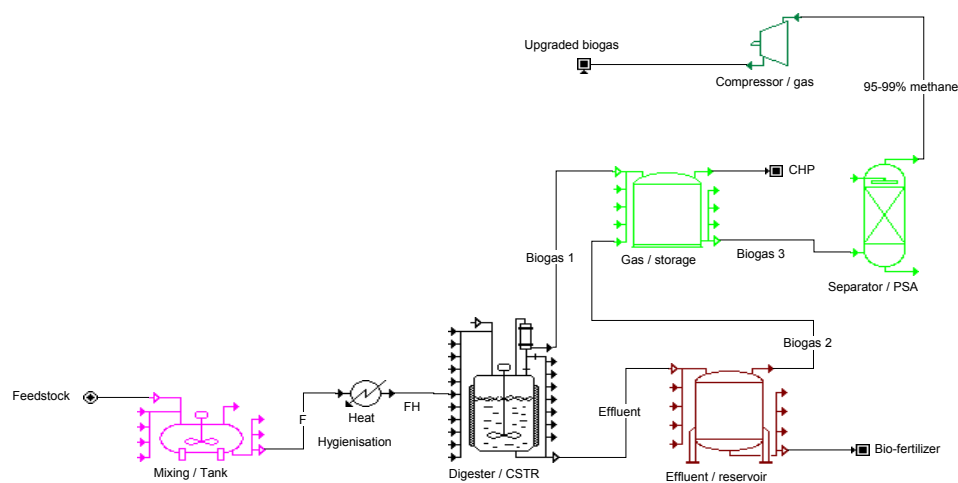 Upgraded biogas
Compressor / gas
95-99% methane
CHP
Biogas 1
Gas / storage
Biogas 3
Separator / PSA
Biogas 2
Feedstock
F
Heat
FH
Hygienisation
Effluent
Mixing / Tank
Digester / CSTR
Effluent / reservoir
Bio-fertilizer